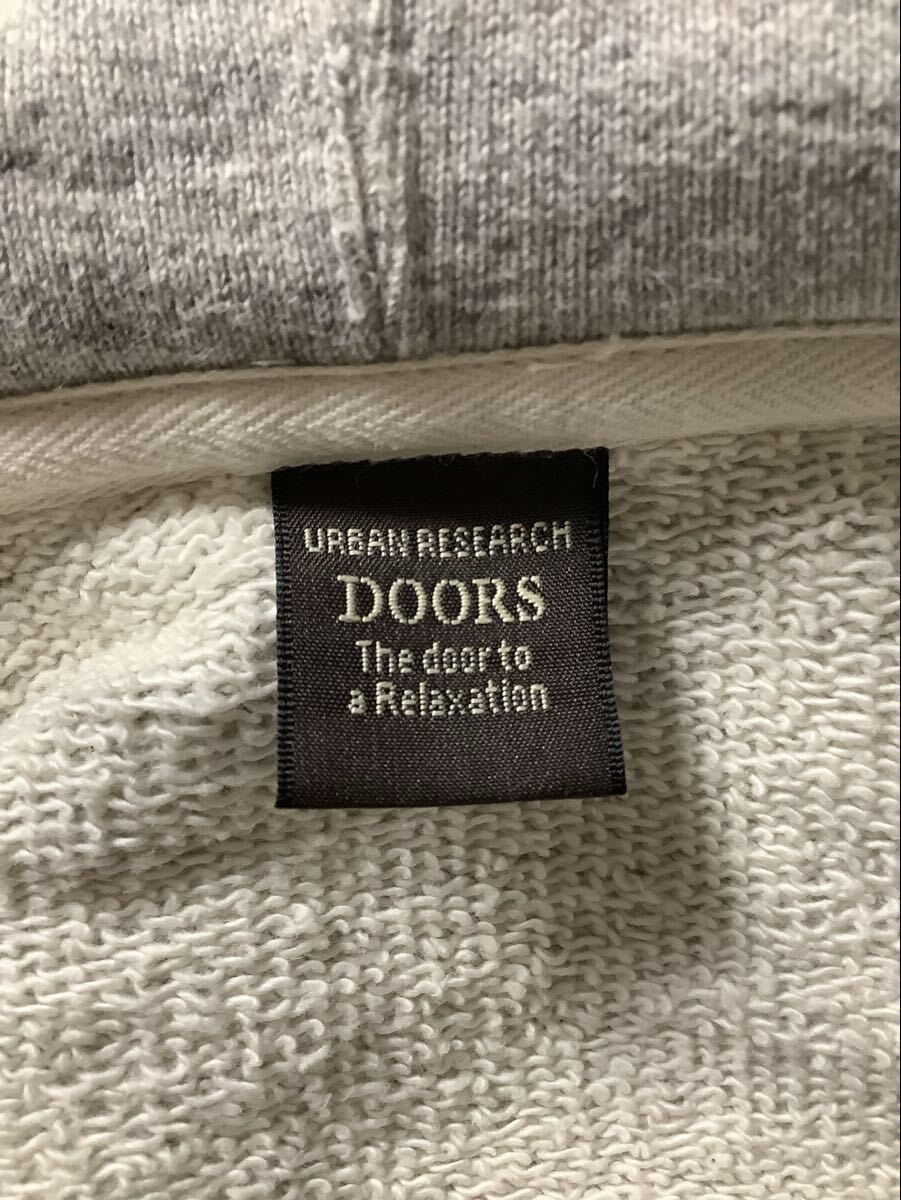 URBAN RESEARCH
DOORS
The door to
a Relaxation